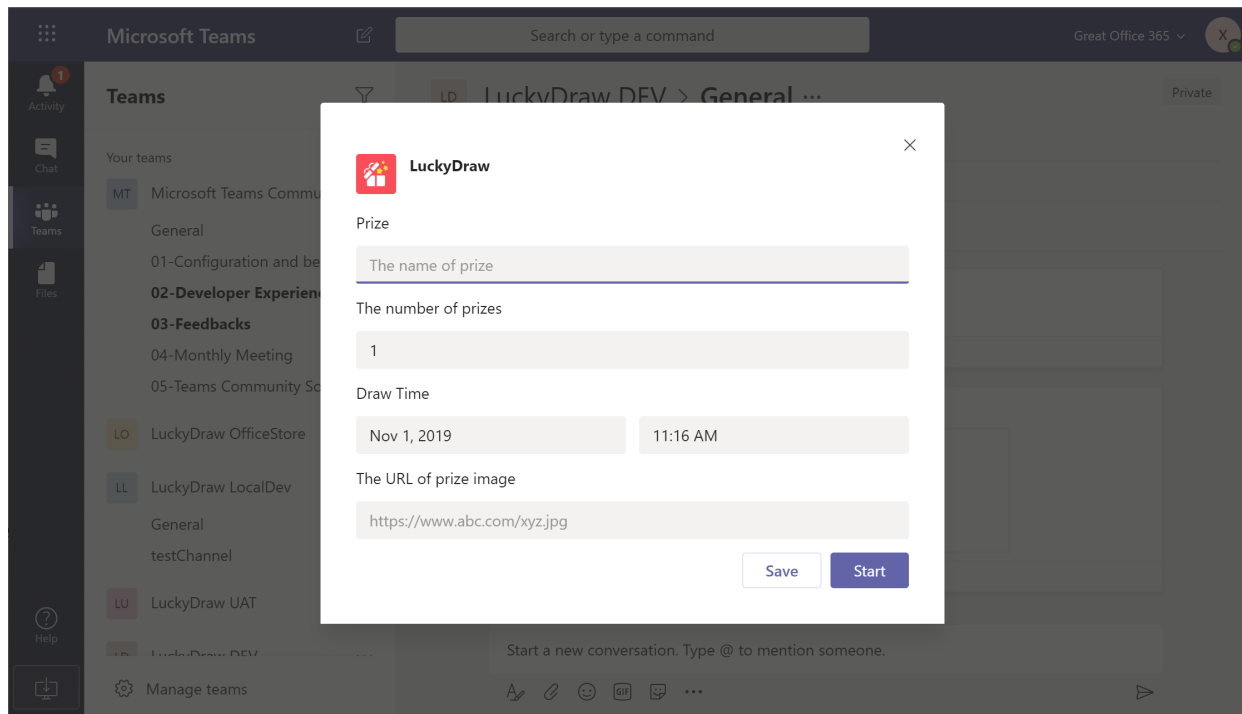 Microsoft Teams
Search or type a command
Great Office 365
X
1
Activity
Chat
Teams
Files
Help
Teams
Your teams
MT Microsoft Teams Commu
General
01-Configuration and be
02-Developer Experien
03-Feedbacks
04-Monthly Meeting
05-Teams Community Sc
LO LuckyDraw OfficeStore
LL LuckyDraw LocalDev
General
testChannel
LU LuckyDraw UAT
LD LuckyDraw DEV ...
Manage teams
LD LuckyDraw DEV > General ...
Private
LuckyDraw
Prize
The name of prize
The number of prizes
1
Draw Time
Nov 1, 2019 11:16 AM
The URL of prize image
https://www.abc.com/xyz.jpg
Save Start
Start a new conversation. Type @ to mention someone.
GIF